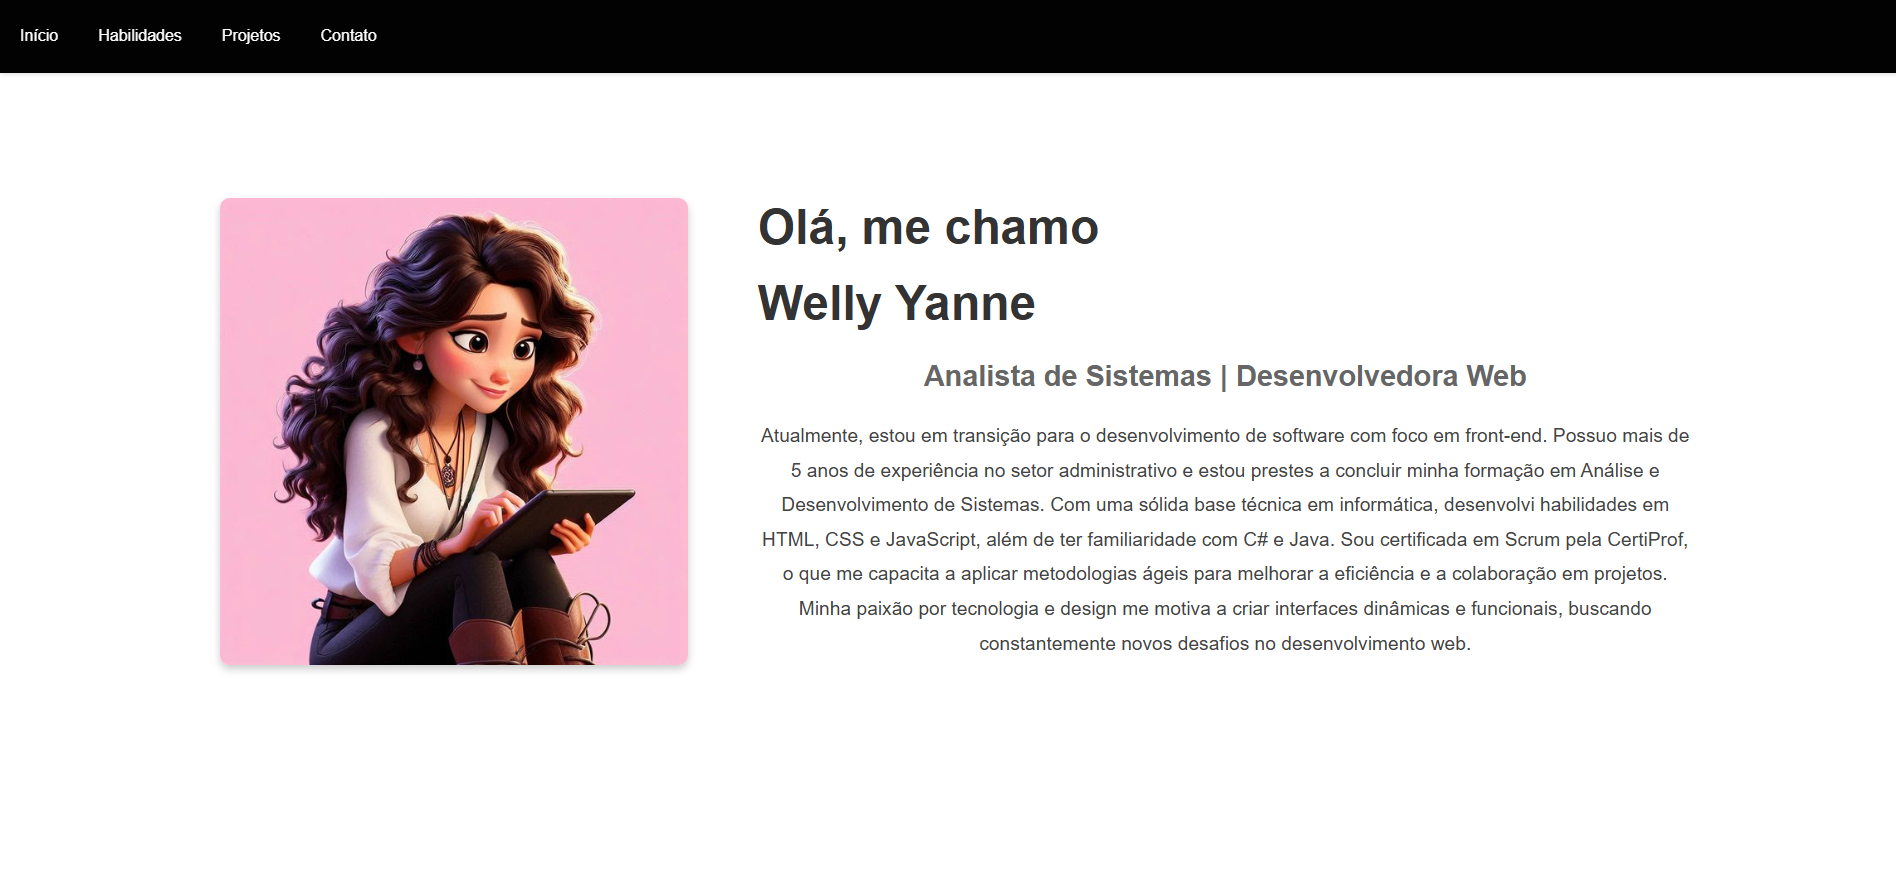 Início Habilidades Projetos Contato
Olá, me chamo
Welly Yanne
Analista de Sistemas | Desenvolvedora Web
Atualmente, estou em transição para o desenvolvimento de software com foco em front-end. Possuo mais de
5 anos de experiência no setor administrativo e estou prestes a concluir minha formação em Análise e
Desenvolvimento de Sistemas. Com uma sólida base técnica em informática, desenvolvi habilidades em
HTML, CSS e JavaScript, além de ter familiaridade com C# e Java. Sou certificada em Scrum pela CertiProf,
o que me capacita a aplicar metodologias ágeis para melhorar a eficiência e a colaboração em projetos.
Minha paixão por tecnologia e design me motiva a criar interfaces dinâmicas e funcionais, buscando
constantemente novos desafios no desenvolvimento web.